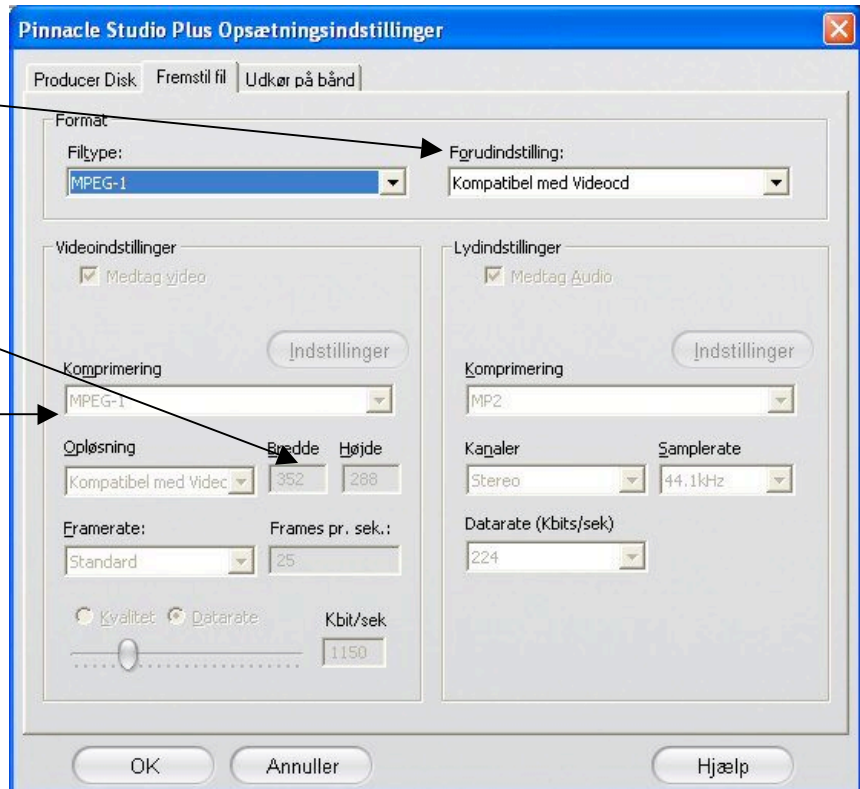 Pinnacle Studio Plus Opsætningsindstillinger
Producer Disk Fremstil fil Udkør på bånd
Format
Filtype: Forudindstilling:
MPEG-1 Kompatibel med Videocd
Videoindstillinger
Medtag video
Indstillinger
Komprimering
MPEG-1
Opløsning Bredde Højde
Kompatibel med Videc 352 288
Framerate: Frames pr. sek.:
Standard 25
Kvalitet Datarate Kbit/sek
1150
Lydindstillinger
Medtag Audio
Indstillinger
Komprimering
MP2
Kanaler Samplerate
Stereo 44.1kHz
Datarate (Kbits/sek)
224
OK Annuller Hjælp